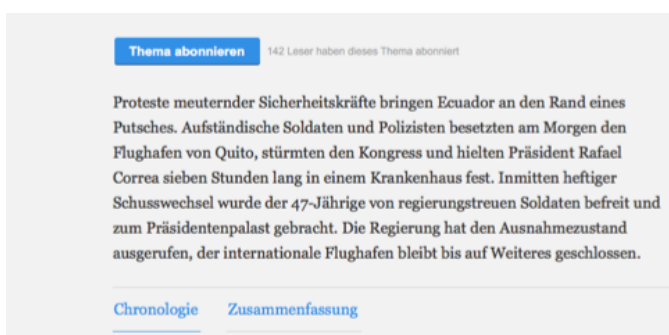 Thema abonnieren 142 Leser haben dieses Thema abonniert
Proteste meuternder Sicherheitskräfte bringen Ecuador an den Rand eines
Putsches. Aufständische Soldaten und Polizisten besetzten am Morgen den
Flughafen von Quito, stürmten den Kongress und hielten Präsident Rafael
Correa sieben Stunden lang in einem Krankenhaus fest. Inmitten heftiger
Schusswechsel wurde der 47-Jährige von regierungstreuen Soldaten befreit und
zum Präsidentenpalast gebracht. Die Regierung hat den Ausnahmezustand
ausgerufen, der internationale Flughafen bleibt bis auf Weiteres geschlossen.
Chronologie Zusammenfassung